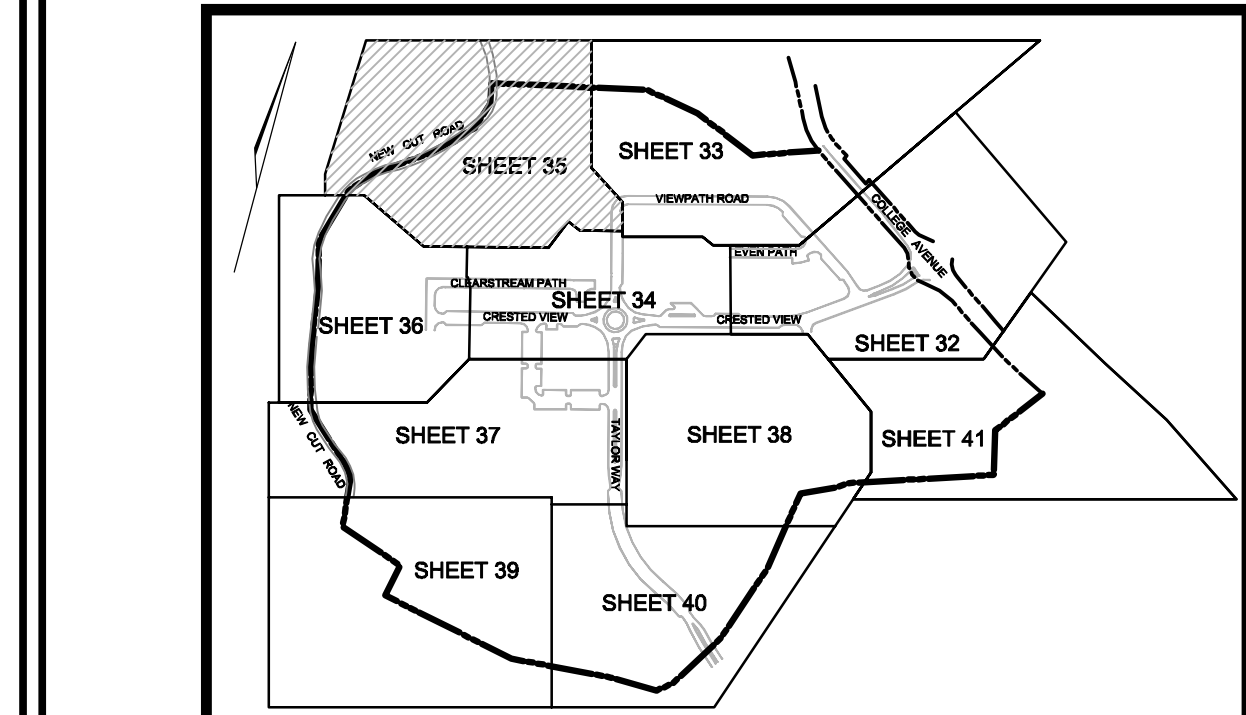 NEW CUT ROAD
SHEET 35
SHEET 33
VIEWPATH ROAD
COLLEGE AVENUE
EVEN PATH
CLEARSTREAM PATH
SHEET 34
CRESTED VIEW
CRESTED VIEW
SHEET 36
SHEET 32
NEW CUT ROAD
SHEET 37
TAYLOR WAY
SHEET 38
SHEET 41
SHEET 39
SHEET 40